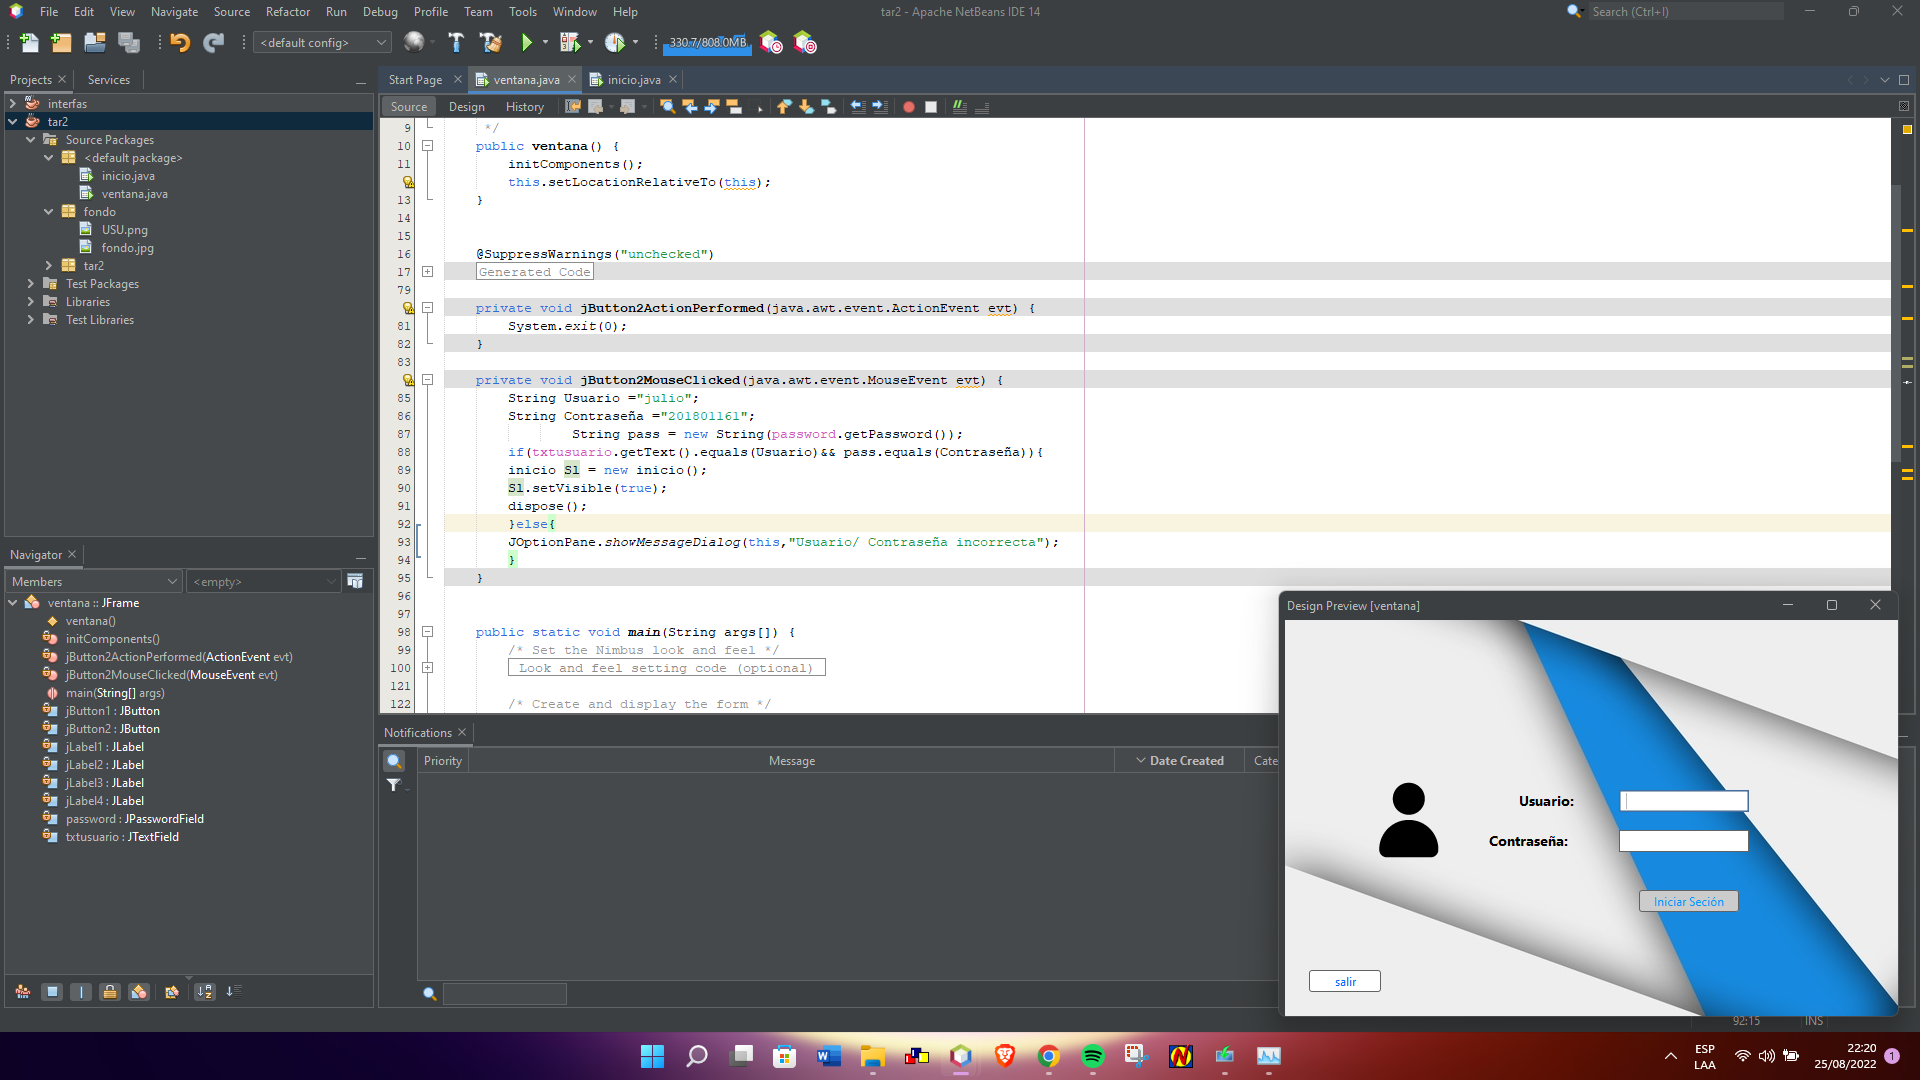 File Edit View Navigate Source Refactor Run Debug Profile Team Tools Window Help
tar2 - Apache NetBeans IDE 14
Search (Ctrl+I)
<default config>
330.7/808.0MB
Projects
Services
interfas
tar2
Source Packages
<default package>
inicio.java
ventana.java
fondo
USU.png
fondo.jpg
tar2
Test Packages
Libraries
Test Libraries
Start Page
ventana.java
inicio.java
Source
Design
History
9 */
10 public ventana() {
11 initComponents();
this.setLocationRelativeTo(this);
13 }
14
15
16 @SuppressWarnings("unchecked")
17 Generated Code
79
private void jButton2ActionPerformed(java.awt.event.ActionEvent evt) {
81 System.exit(0);
82 }
83
private void jButton2MouseClicked(java.awt.event.MouseEvent evt) {
85 String Usuario ="julio";
86 String Contraseña ="201801161";
87 String pass = new String(password.getPassword());
88 if(txtusuario.getText().equals(Usuario)&& pass.equals(Contraseña)){
89 inicio S1 = new inicio();
90 S1.setVisible(true);
91 dispose();
92 }else{
93 JOptionPane.showMessageDialog(this,"Usuario/ Contraseña incorrecta");
94 }
95 }
96
97
98 public static void main(String args[]) {
99 /* Set the Nimbus look and feel */
100 Look and feel setting code (optional)
121
122 /* Create and display the form */
Navigator
Members
<empty>
ventana :: JFrame
ventana()
initComponents()
jButton2ActionPerformed(ActionEvent evt)
jButton2MouseClicked(MouseEvent evt)
main(String[] args)
jButton1 : JButton
jButton2 : JButton
jLabel1 : JLabel
jLabel2 : JLabel
jLabel3 : JLabel
jLabel4 : JLabel
password : JPasswordField
txtusuario : JTextField
Notifications
Priority
Message
Date Created
Cate
Design Preview [ventana]
Usuario:
Contraseña:
Iniciar Seción
salir
92:15
INS
ESP
LAA
22:20
25/08/2022
1